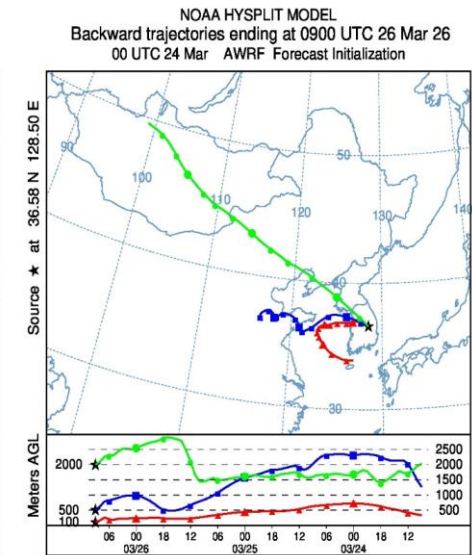 NOAA HYSPLIT MODEL
Backward trajectories ending at 0900 UTC 26 Mar 26
00 UTC 24 Mar AWRF Forecast Initialization
Source ★ at 36.58 N 128.50 E
90
100
110
120
130
140
50
40
30
Meters AGL
2000
500
100
2500
2000
1500
1000
500
06 00 18 12 06 00 18 12 06 00 18 12
03/26 03/25 03/24